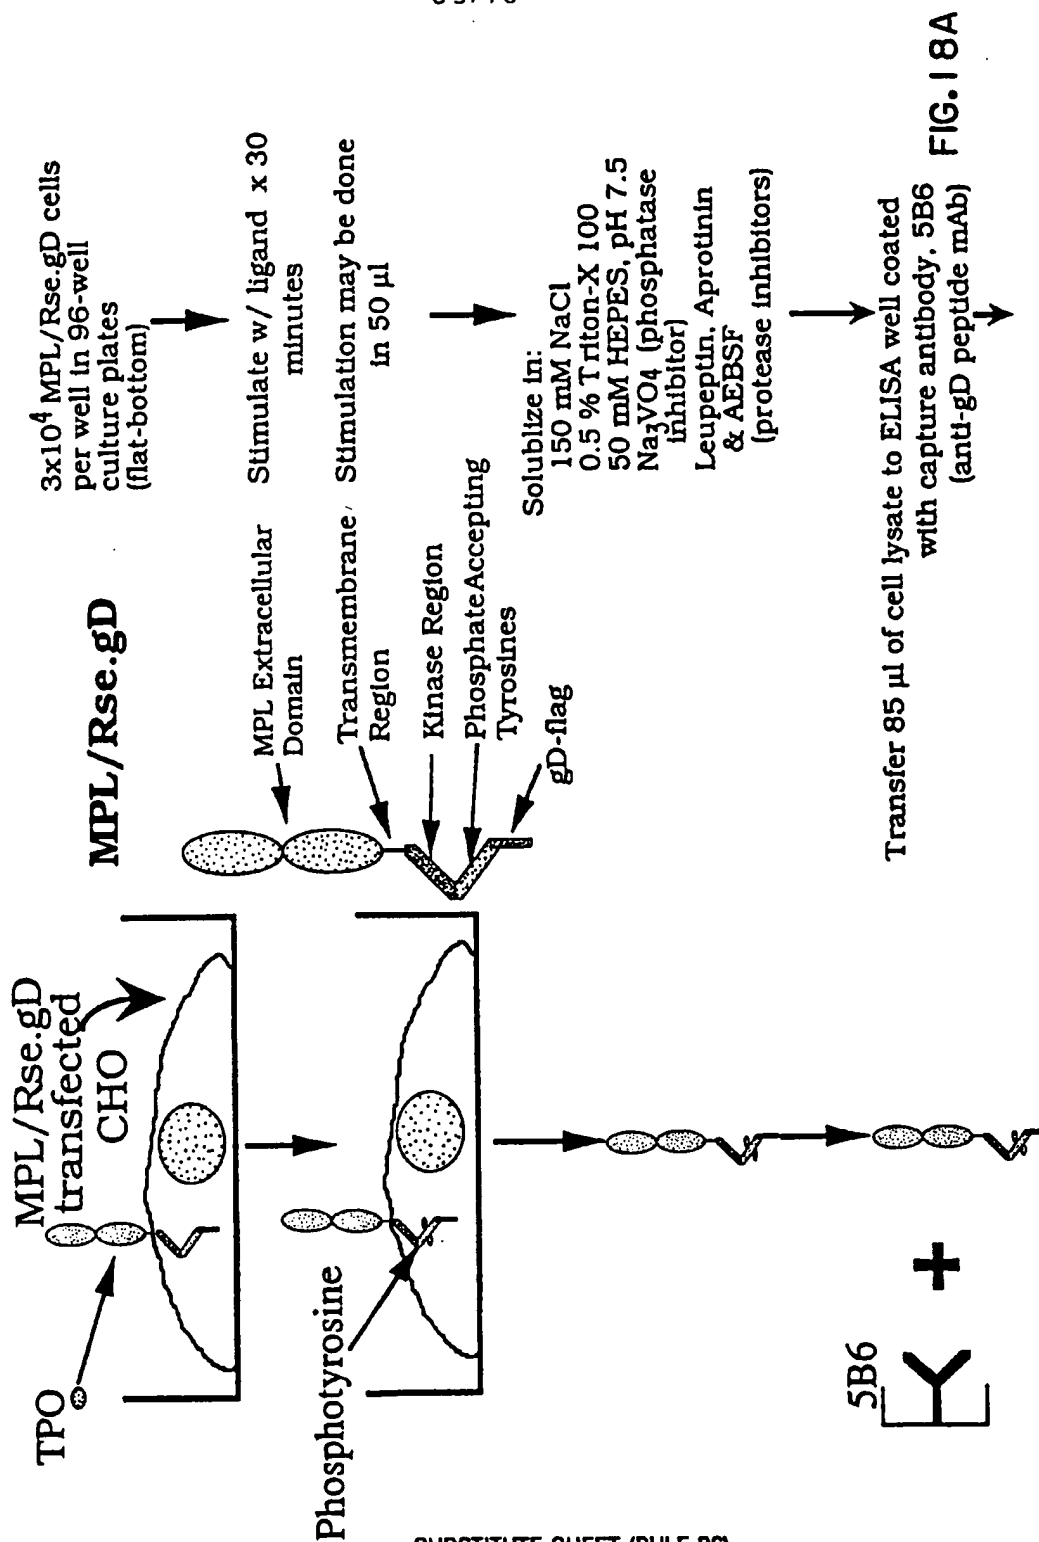 MPL/Rse.gD
transfected
CHO
TPO
Phosphotyrosine
5B6
MPL/Rse.gD
MPL Extracellular
Domain
Transmembrane
Region
Kinase Region
PhosphateAccepting
Tyrosines
gD-flag
3x10⁴ MPL/Rse.gD cells
per well in 96-well
culture plates
(flat-bottom)
Stimulate w/ ligand x 30
minutes
Stimulation may be done
in 50 µl
Solublize in:
150 mM NaCl
0.5 % Triton-X 100
50 mM HEPES, pH 7.5
Na3VO4 (phosphatase
inhibitor)
Leupeptin, Aprotinin
& AEBSF
(protease inhibitors)
Transfer 85 µl of cell lysate to ELISA well coated
with capture antibody, 5B6
(anti-gD peptide mAb)
FIG. 18A